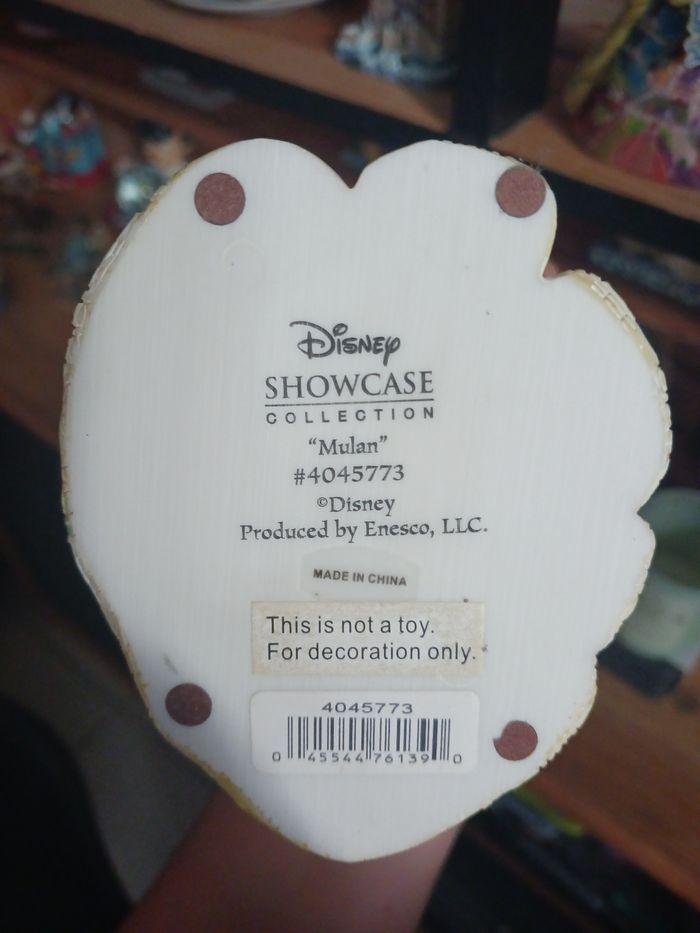 Disney
SHOWCASE
COLLECTION
“Mulan”
#4045773
©Disney
Produced by Enesco, LLC.
MADE IN CHINA
This is not a toy.
For decoration only.
4045773
0 45544 76139 0